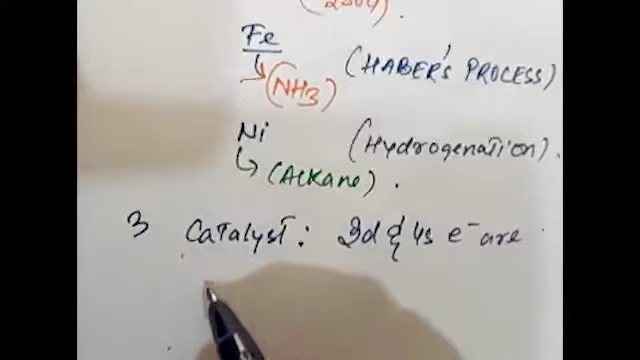 Fe
(HABER'S PROCESS)
(NH3)
Ni (Hydrogenation).
(Alkane).
3 Catalyst: 3d & 4s e⁻ are